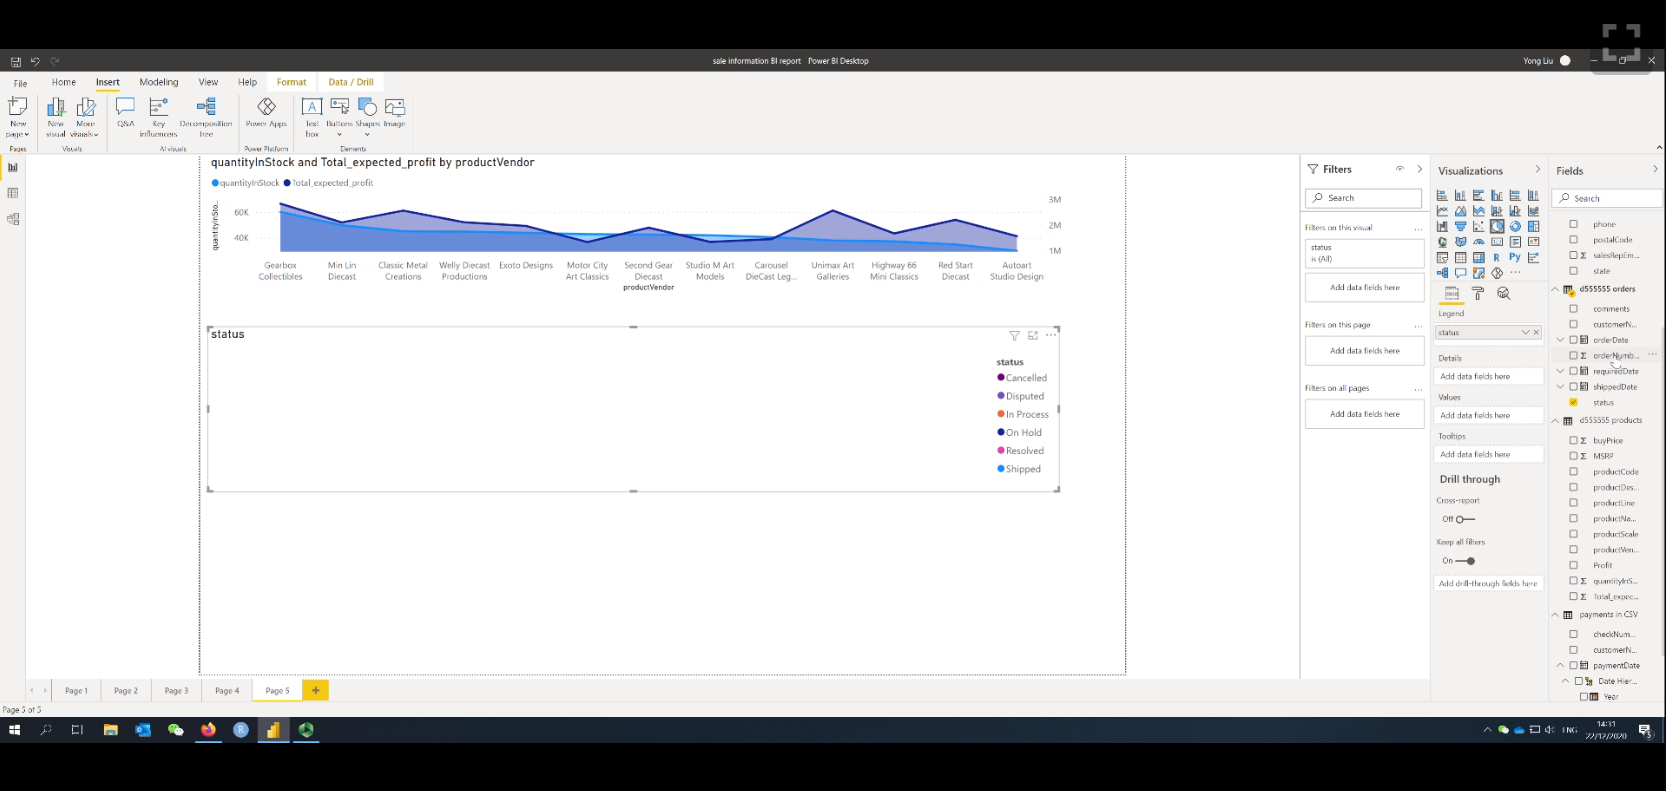 sale information BI report   Power BI Desktop
Yong Liu
File Home Insert Modeling View Help Format Data / Drill
New page
New visual
More visuals
Q&A
Key influencers
Decomposition tree
Power Apps
Text box
Buttons
Shapes
Image
Pages Visuals AI visuals Power Platform Elements
quantityInStock and Total_expected_profit by productVendor
quantityInStock Total_expected_profit
quantityInSto...
60K
40K
3M
2M
1M
Gearbox Collectibles
Min Lin Diecast
Classic Metal Creations
Welly Diecast Productions
Exoto Designs
Motor City Art Classics
Second Gear Diecast
Studio M Art Models
Carousel DieCast Leg...
Unimax Art Galleries
Highway 66 Mini Classics
Red Start Diecast
Autoart Studio Design
productVendor
status
status
Cancelled
Disputed
In Process
On Hold
Resolved
Shipped
Filters
Search
Filters on this visual ...
status
is (All)
Add data fields here
Filters on this page ...
Add data fields here
Filters on all pages ...
Add data fields here
Visualizations
R Py
...
Legend
status
Details
Add data fields here
Values
Add data fields here
Tooltips
Add data fields here
Drill through
Cross-report
Off
Keep all filters
On
Add drill-through fields here
Fields
Search
phone
postalCode
salesRepEm...
state
d555555 orders
comments
customerN...
orderDate
orderNumb... ...
requiredDate
shippedDate
status
d555555 products
buyPrice
MSRP
productCode
productDes...
productLine
productNa...
productScale
productVen...
Profit
quantityInS...
Total_expec...
payments in CSV
checkNum...
customerN...
paymentDate
Date Hier...
Year
Page 1 Page 2 Page 3 Page 4 Page 5 +
Page 5 of 5
ENG
14:31
22/12/2020
5